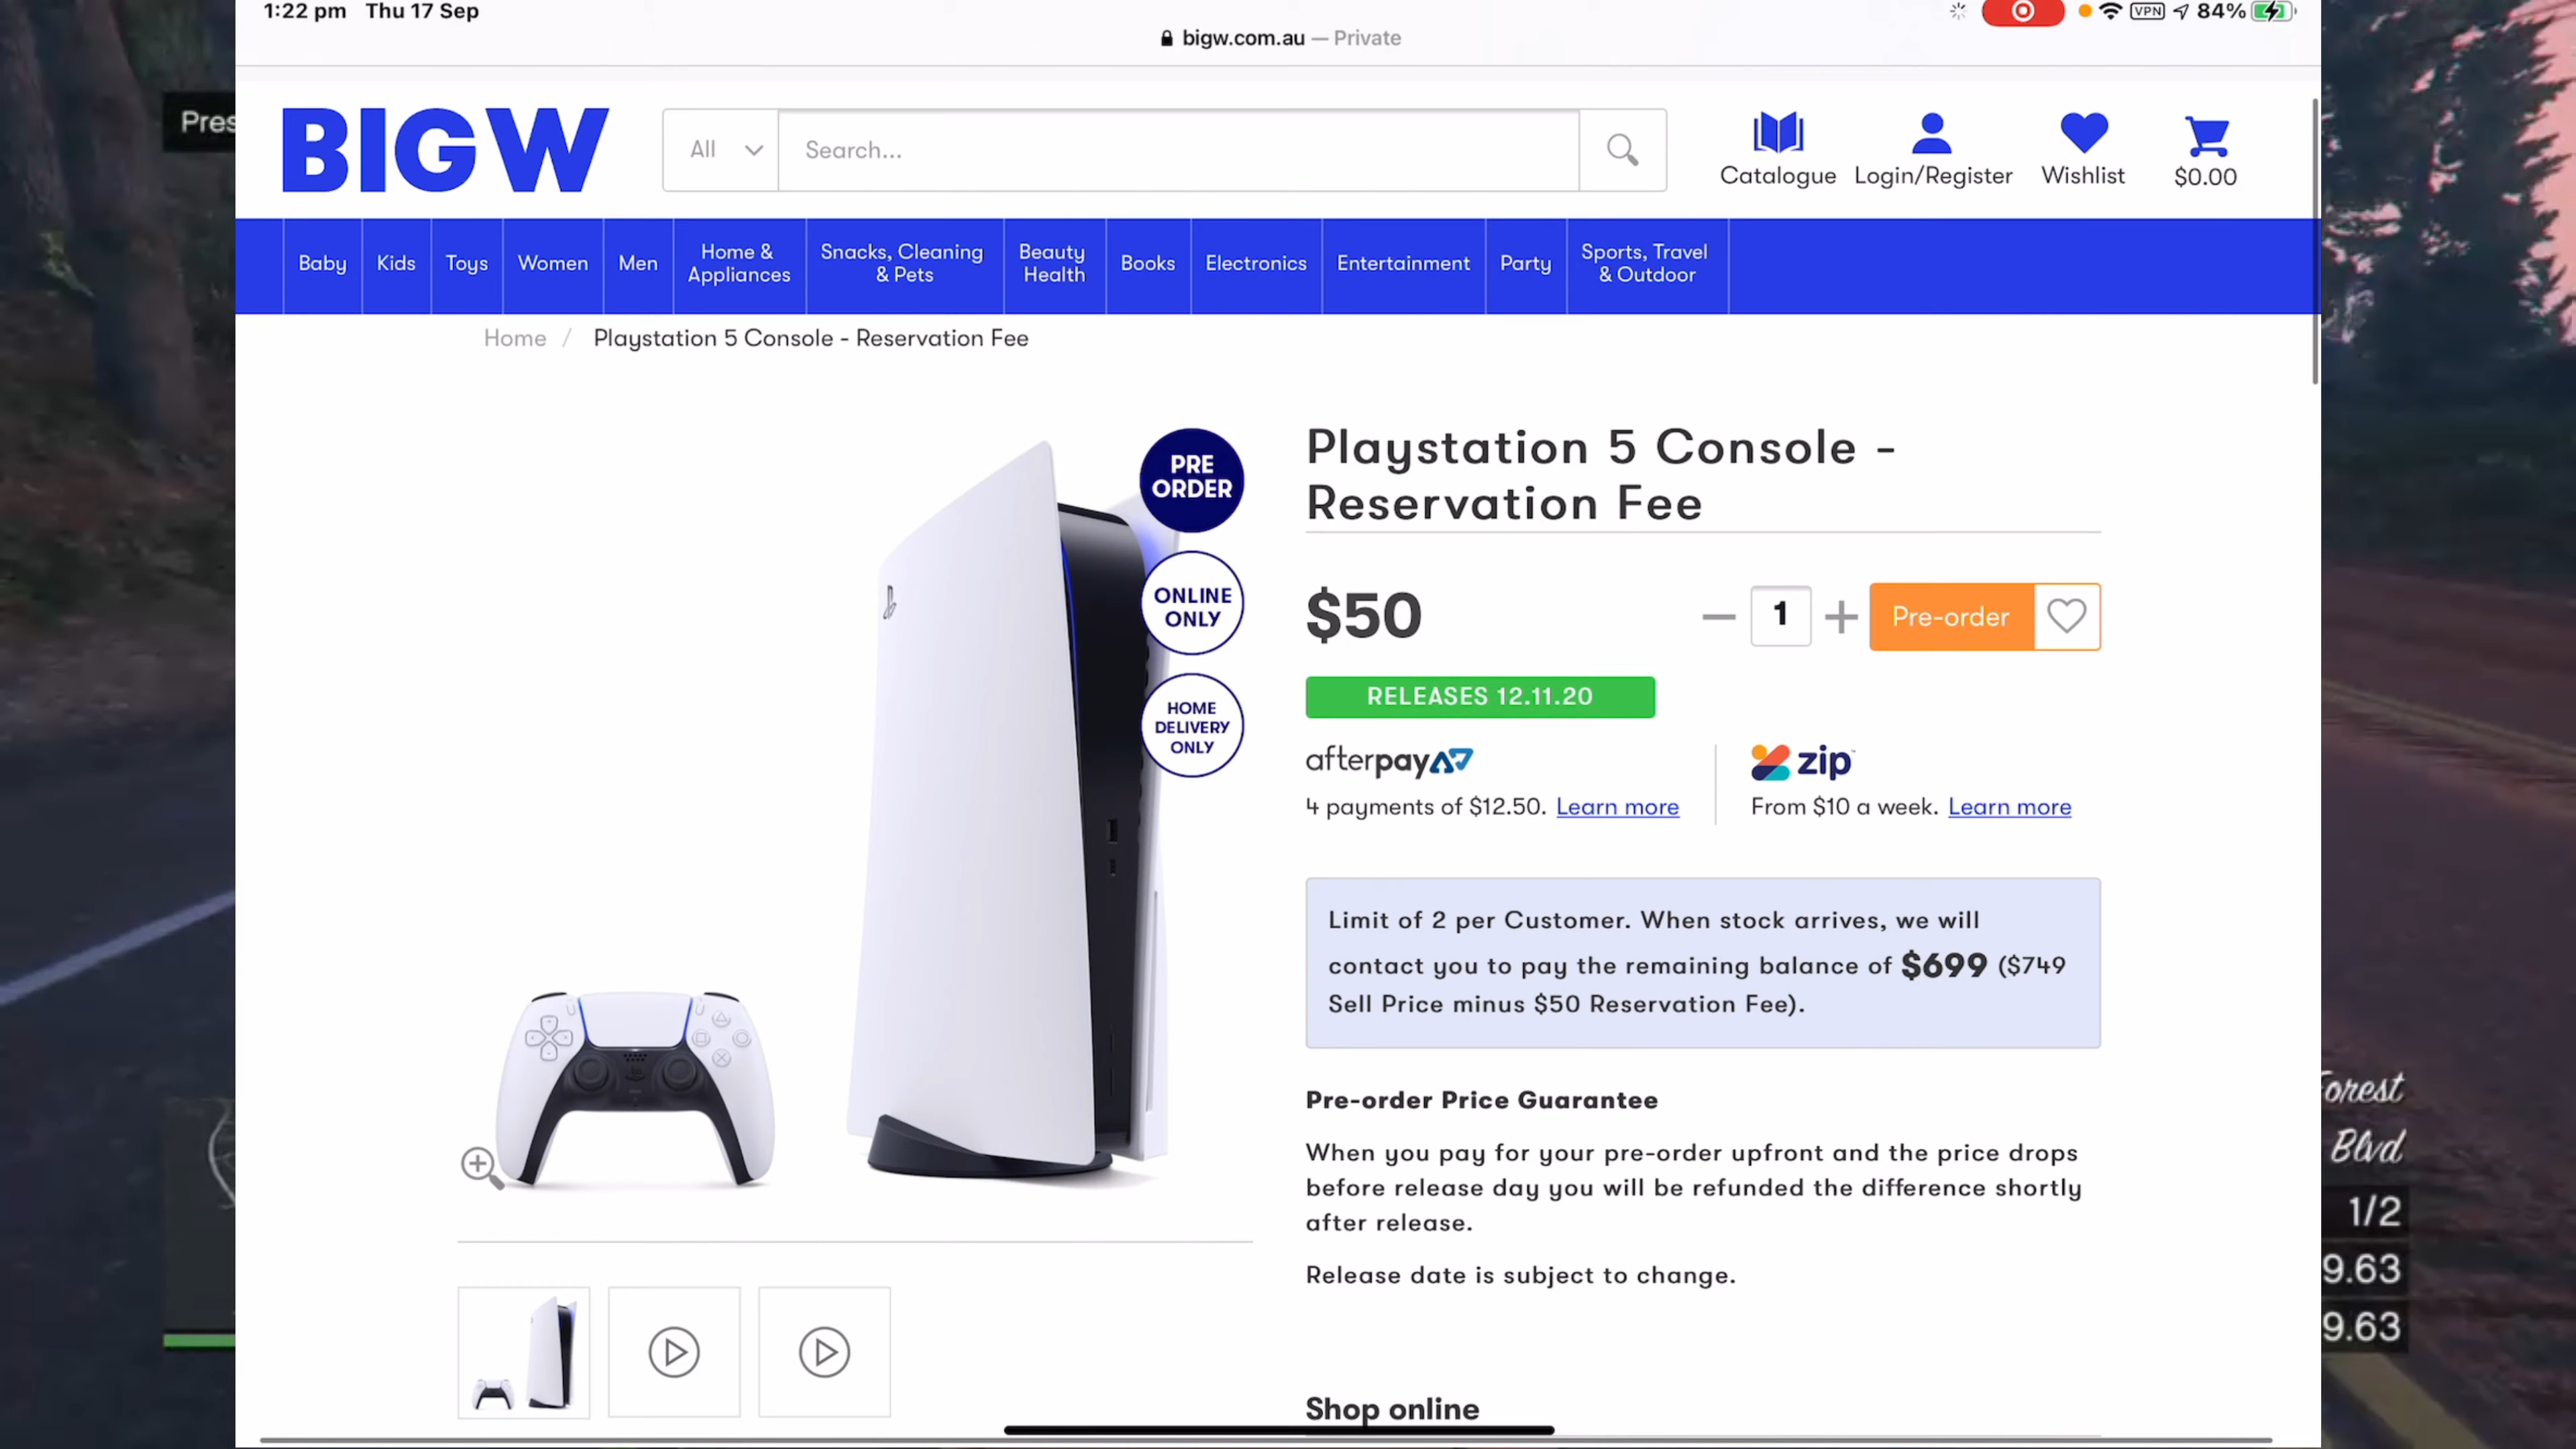 1:22 pm Thu 17 Sep
VPN 84%
bigw.com.au — Private
Pres
BIG W
All Search...
Catalogue Login/Register Wishlist $0.00
Baby Kids Toys Women Men Home & Appliances Snacks, Cleaning & Pets Beauty Health Books Electronics Entertainment Party Sports, Travel & Outdoor
Home / Playstation 5 Console - Reservation Fee
PRE
ORDER
ONLINE
ONLY
HOME
DELIVERY
ONLY
Playstation 5 Console -
Reservation Fee
$50 1 Pre-order
RELEASES 12.11.20
afterpay
4 payments of $12.50. Learn more
zip
From $10 a week. Learn more
Limit of 2 per Customer. When stock arrives, we will
contact you to pay the remaining balance of $699 ($749
Sell Price minus $50 Reservation Fee).
Pre-order Price Guarantee
When you pay for your pre-order upfront and the price drops
before release day you will be refunded the difference shortly
after release.
Release date is subject to change.
Shop online
Forest
Blvd
1/2
9.63
9.63